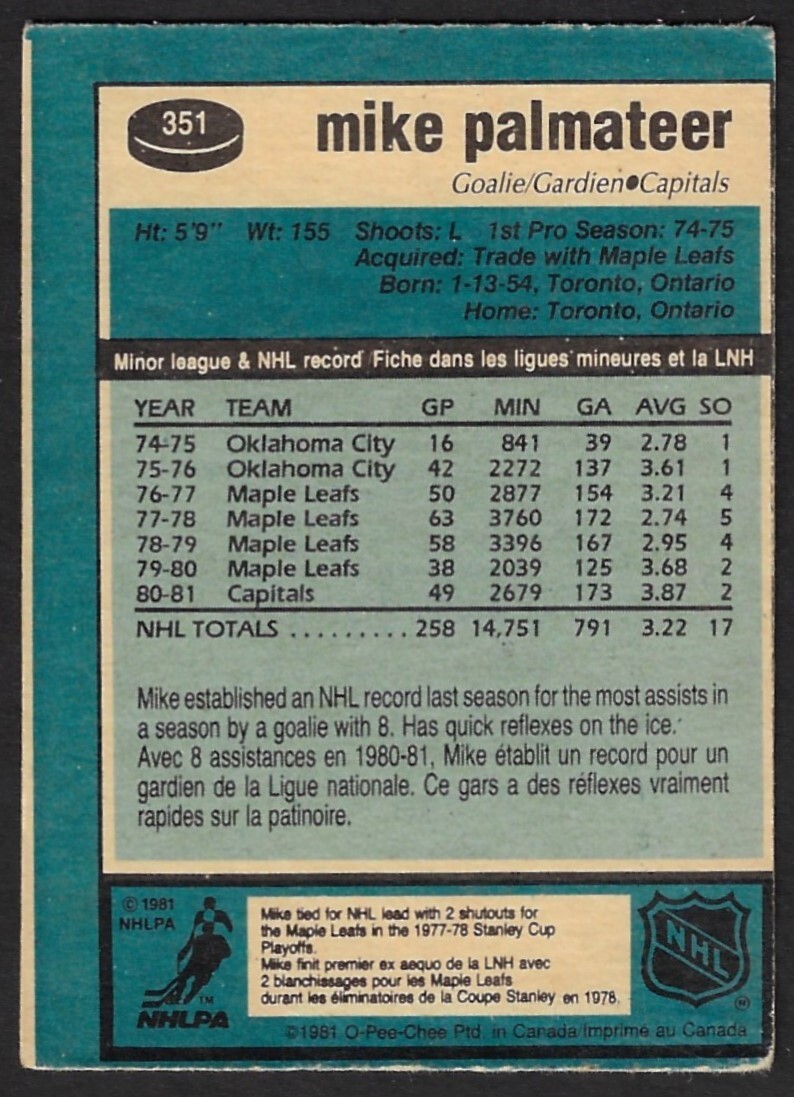 351
mike palmateer
Goalie/Gardien●Capitals
Ht: 5'9" Wt: 155 Shoots: L 1st Pro Season: 74-75
Acquired: Trade with Maple Leafs
Born: 1-13-54, Toronto, Ontario
Home: Toronto, Ontario
Minor league & NHL record/Fiche dans les ligues mineures et la LNH
YEAR TEAM GP MIN GA AVG SO
74-75 Oklahoma City 16 841 39 2.78 1
75-76 Oklahoma City 42 2272 137 3.61 1
76-77 Maple Leafs 50 2877 154 3.21 4
77-78 Maple Leafs 63 3760 172 2.74 5
78-79 Maple Leafs 58 3396 167 2.95 4
79-80 Maple Leafs 38 2039 125 3.68 2
80-81 Capitals 49 2679 173 3.87 2
NHL TOTALS .......... 258 14,751 791 3.22 17
Mike established an NHL record last season for the most assists in
a season by a goalie with 8. Has quick reflexes on the ice.
Avec 8 assistances en 1980-81, Mike établit un record pour un
gardien de la Ligue nationale. Ce gars a des réflexes vraiment
rapides sur la patinoire.
© 1981
NHLPA
TM
NHLPA
Mike tied for NHL lead with 2 shutouts for
the Maple Leafs in the 1977-78 Stanley Cup
Playoffs.
Mike finit premier ex aequo de la LNH avec
2 blanchissages pour les Maple Leafs
durant les éliminatoires de la Coupe Stanley en 1978.
NHL
®
©1981 O-Pee-Chee Ptd. in Canada/Imprimé au Canada